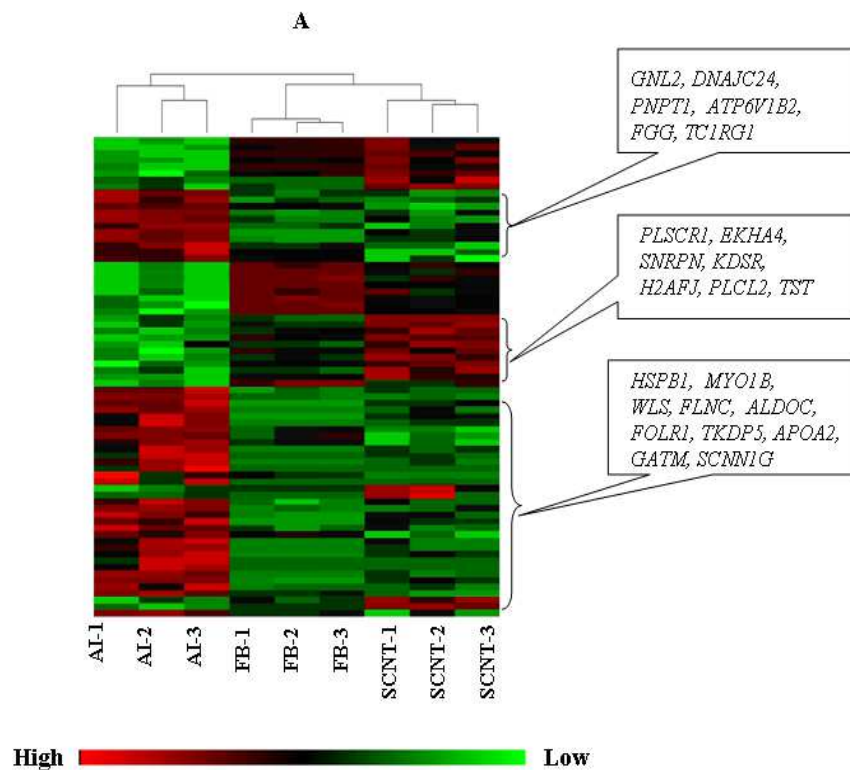 A
GNL2, DNAJC24,
PNPT1, ATP6V1B2,
FGG, TC1RG1
PLSCR1, EKHA4,
SNRPN, KDSR,
H2AFJ, PLCL2, TST
HSPB1, MYO1B,
WLS, FLNC, ALDOC,
FOLR1, TKDP5, APOA2,
GATM, SCNN1G
AI-1
AI-2
AI-3
FB-1
FB-2
FB-3
SCNT-1
SCNT-2
SCNT-3
High
Low